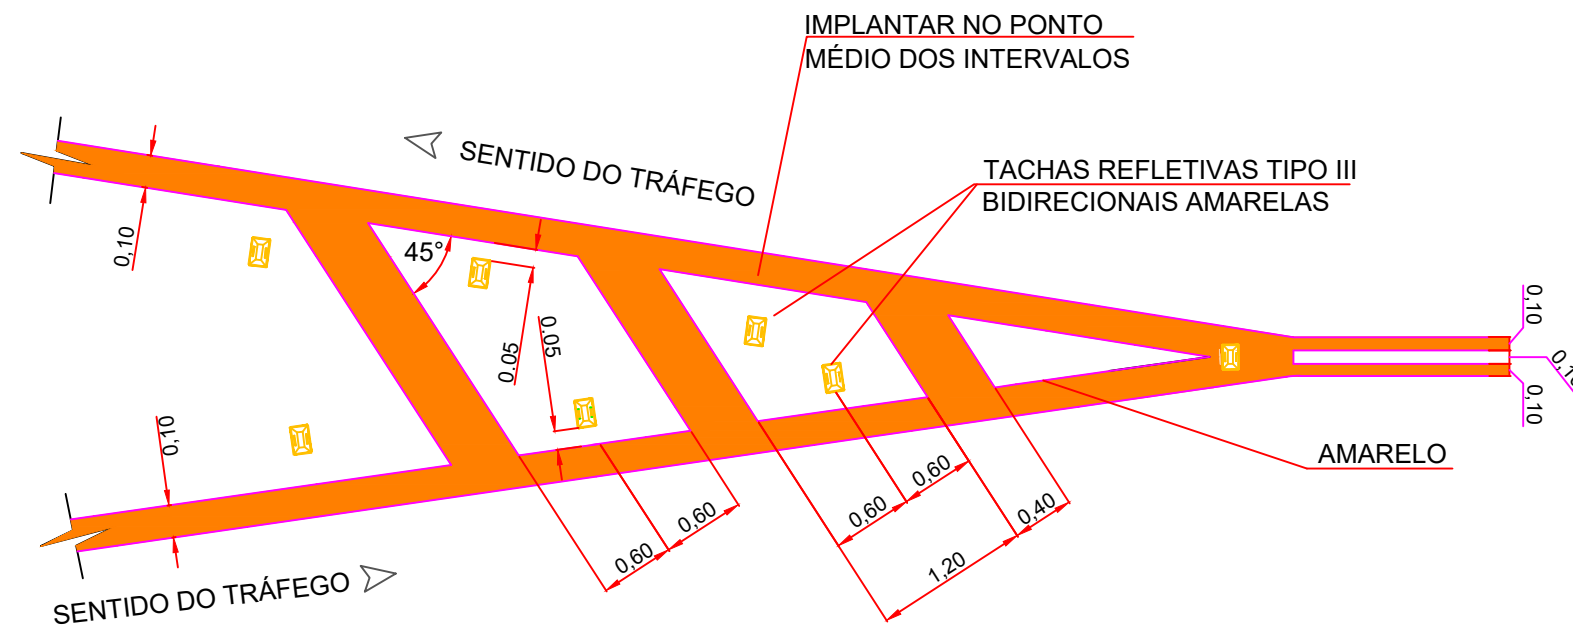 IMPLANTAR NO PONTO
MÉDIO DOS INTERVALOS
SENTIDO DO TRÁFEGO
TACHAS REFLETIVAS TIPO III
BIDIRECIONAIS AMARELAS
0,10
45°
0.05
0.05
0,10
0,10
0,10
0,10
AMARELO
0,60
0,60
0,60
0,60
0,40
1,20
SENTIDO DO TRÁFEGO